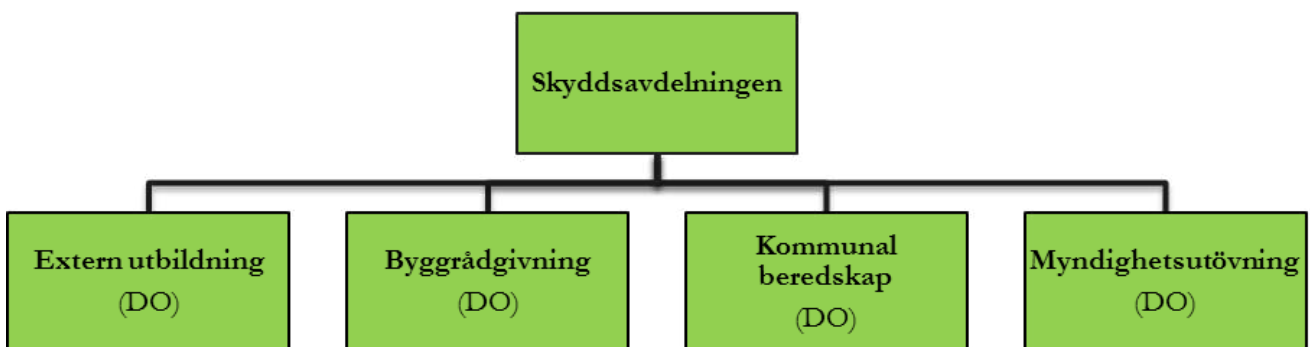 Skyddsavdelningen
Extern utbildning
(DO)
Byggrådgivning
(DO)
Kommunal
beredskap
(DO)
Myndighetsutövning
(DO)